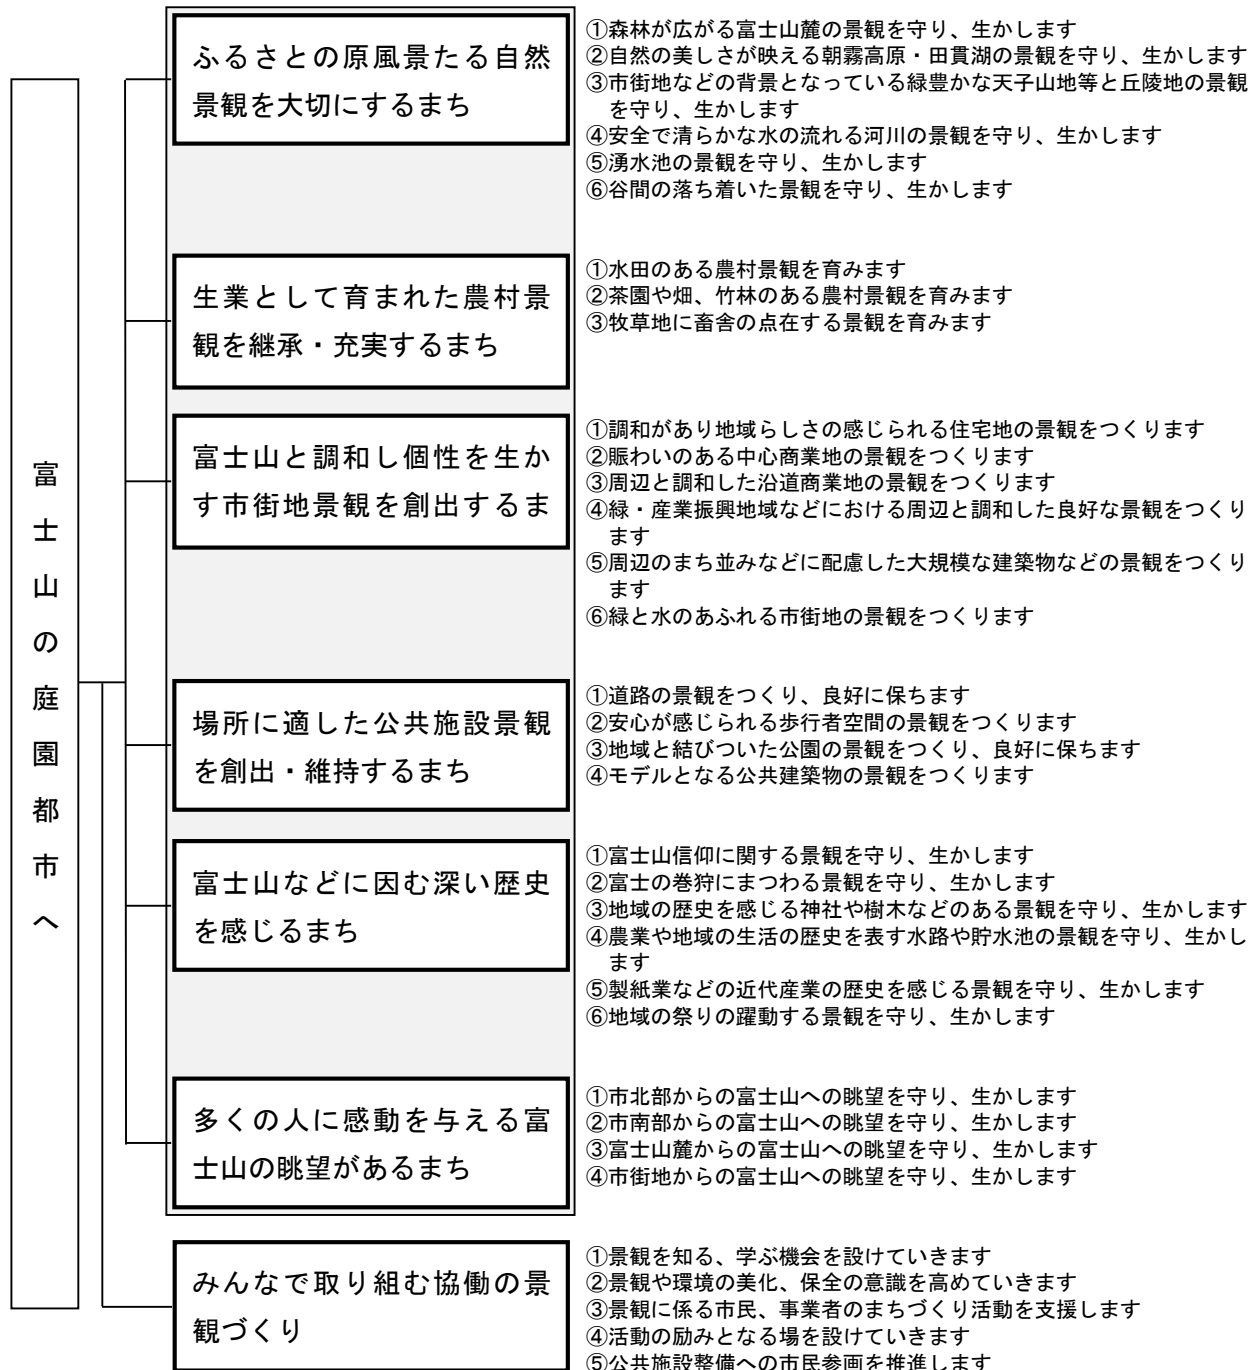 富士山の庭園都市へ
ふるさとの原風景たる自然
景観を大切にするまち
①森林が広がる富士山麓の景観を守り、生かします
②自然の美しさが映える朝霧高原・田貫湖の景観を守り、生かします
③市街地などの背景となっている緑豊かな天子山地等と丘陵地の景観
を守り、生かします
④安全で清らかな水の流れる河川の景観を守り、生かします
⑤湧水池の景観を守り、生かします
⑥谷間の落ち着いた景観を守り、生かします
生業として育まれた農村景
観を継承・充実するまち
①水田のある農村景観を育みます
②茶園や畑、竹林のある農村景観を育みます
③牧草地に畜舎の点在する景観を育みます
富士山と調和し個性を生か
す市街地景観を創出するま
①調和があり地域らしさの感じられる住宅地の景観をつくります
②賑わいのある中心商業地の景観をつくります
③周辺と調和した沿道商業地の景観をつくります
④緑・産業振興地域などにおける周辺と調和した良好な景観をつくり
ます
⑤周辺のまち並みなどに配慮した大規模な建築物などの景観をつくり
ます
⑥緑と水のあふれる市街地の景観をつくります
場所に適した公共施設景観
を創出・維持するまち
①道路の景観をつくり、良好に保ちます
②安心が感じられる歩行者空間の景観をつくります
③地域と結びついた公園の景観をつくり、良好に保ちます
④モデルとなる公共建築物の景観をつくります
富士山などに因む深い歴史
を感じるまち
①富士山信仰に関する景観を守り、生かします
②富士の巻狩にまつわる景観を守り、生かします
③地域の歴史を感じる神社や樹木などのある景観を守り、生かします
④農業や地域の生活の歴史を表す水路や貯水池の景観を守り、生かし
ます
⑤製紙業などの近代産業の歴史を感じる景観を守り、生かします
⑥地域の祭りの躍動する景観を守り、生かします
多くの人に感動を与える富
士山の眺望があるまち
①市北部からの富士山への眺望を守り、生かします
②市南部からの富士山への眺望を守り、生かします
③富士山麓からの富士山への眺望を守り、生かします
④市街地からの富士山への眺望を守り、生かします
みんなで取り組む協働の景
観づくり
①景観を知る、学ぶ機会を設けていきます
②景観や環境の美化、保全の意識を高めていきます
③景観に係る市民、事業者のまちづくり活動を支援します
④活動の励みとなる場を設けていきます
⑤公共施設整備への市民参画を推進します